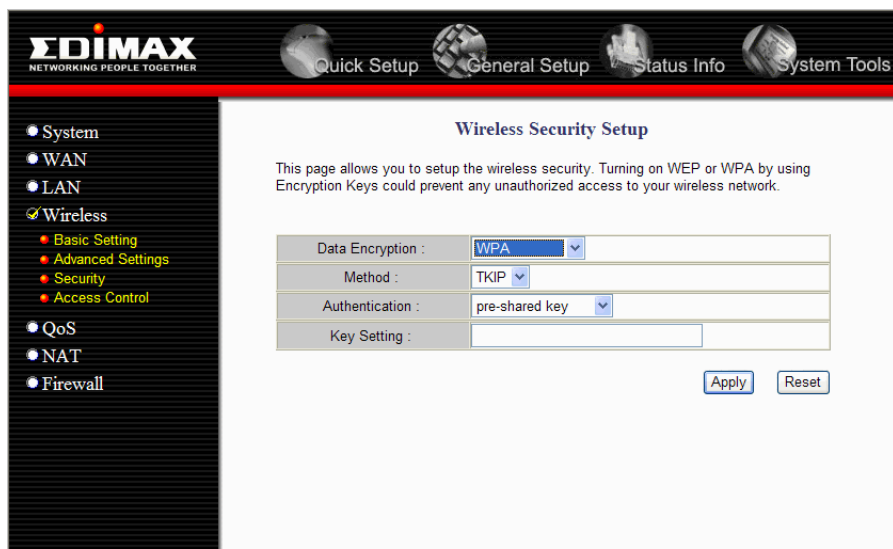 EDIMAX
NETWORKING PEOPLE TOGETHER
Quick Setup
General Setup
Status Info
System Tools
System
WAN
LAN
Wireless
Basic Setting
Advanced Settings
Security
Access Control
QoS
NAT
Firewall
Wireless Security Setup
This page allows you to setup the wireless security. Turning on WEP or WPA by using
Encryption Keys could prevent any unauthorized access to your wireless network.
Data Encryption : WPA
Method : TKIP
Authentication : pre-shared key
Key Setting :
Apply Reset